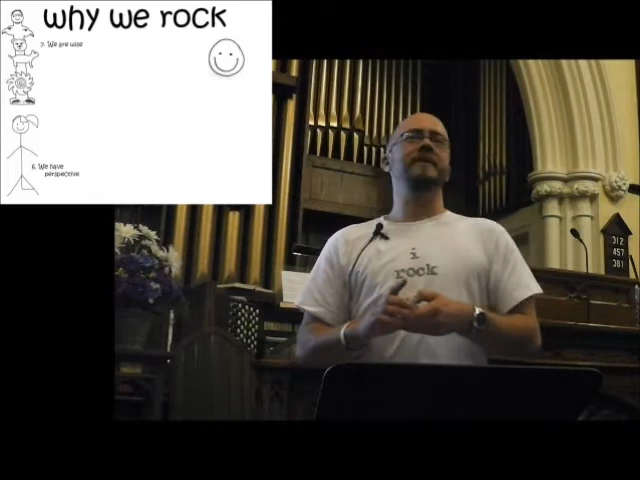 why we rock
7. We are wise
6. We have
perspective
i
rock
312
457
381